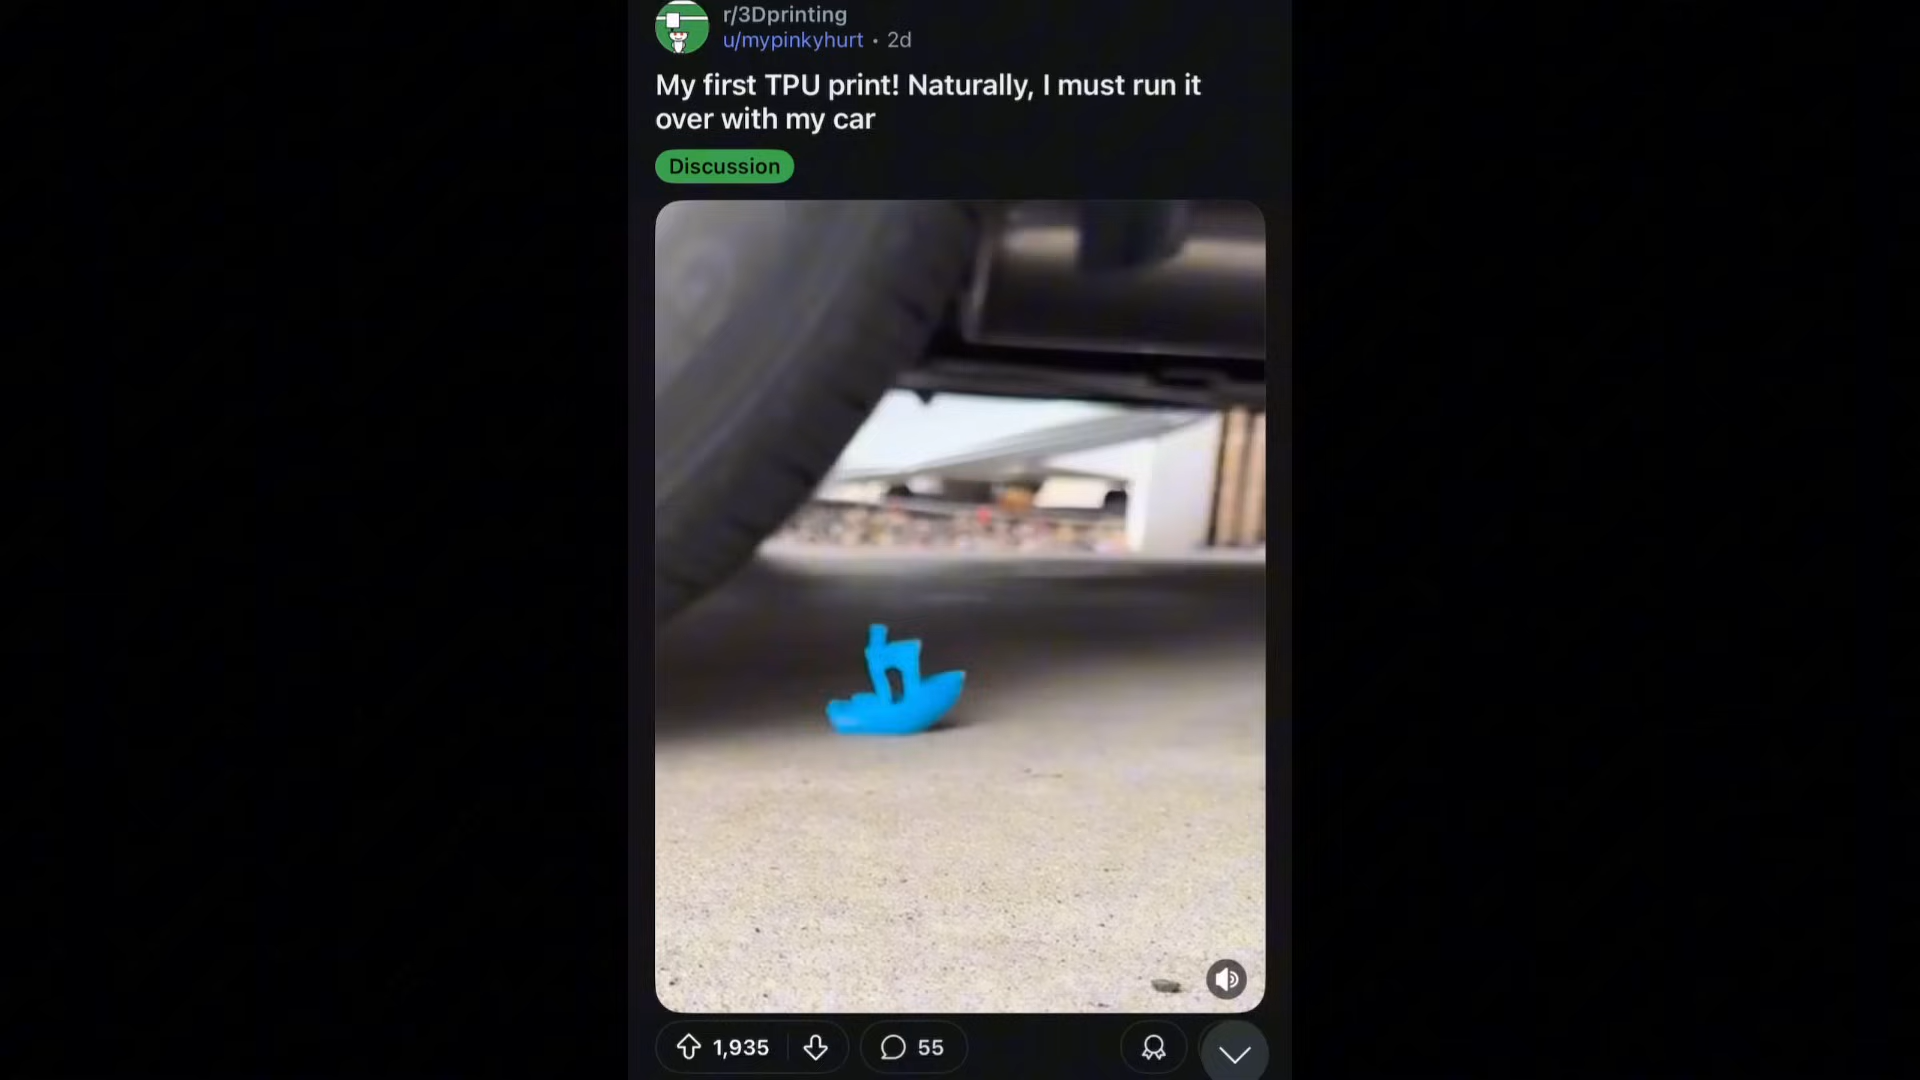 r/3Dprinting
u/mypinkyhurt • 2d
My first TPU print! Naturally, I must run it
over with my car
Discussion
1,935
55